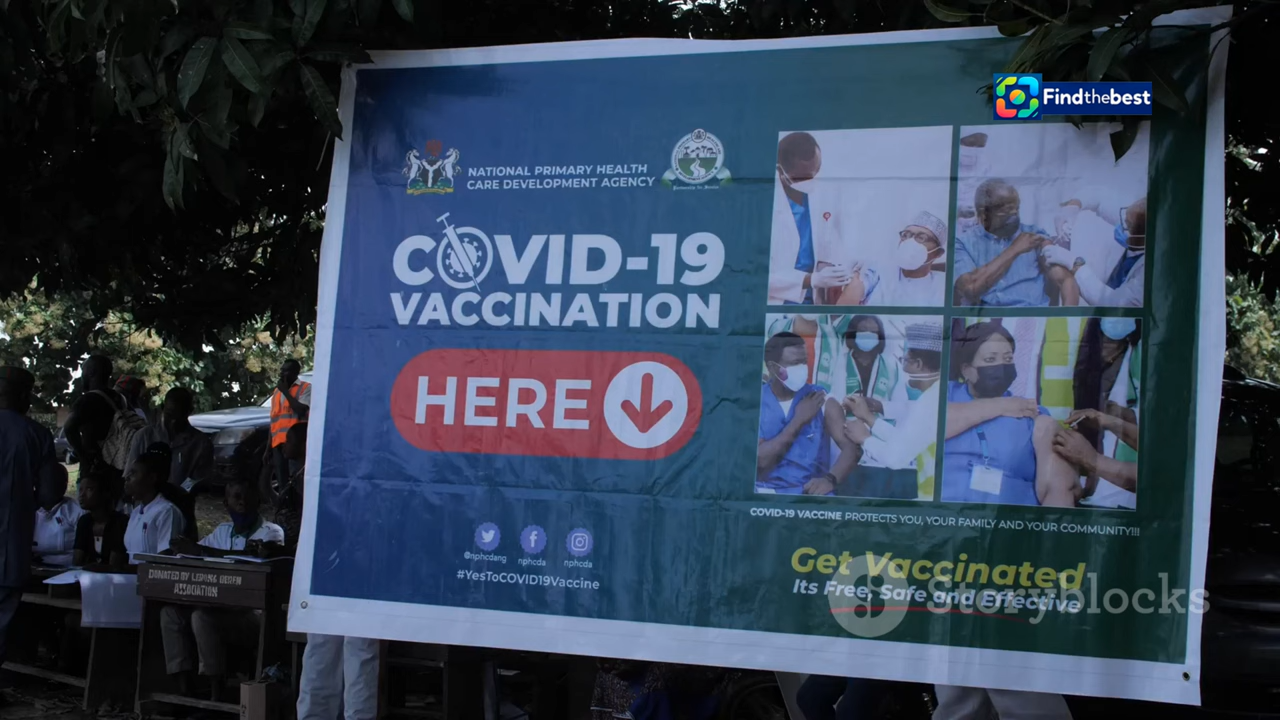 Findthebest
NATIONAL PRIMARY HEALTH
CARE DEVELOPMENT AGENCY
COVID-19
VACCINATION
HERE
@nphcdang
nphcda
nphcda
#YesToCOVID19Vaccine
COVID-19 VACCINE PROTECTS YOU, YOUR FAMILY AND YOUR COMMUNITY!!!
Get Vaccinated
Its Free, Safe and Effective
Storyblocks
DONATED BY
ASSOCIATION